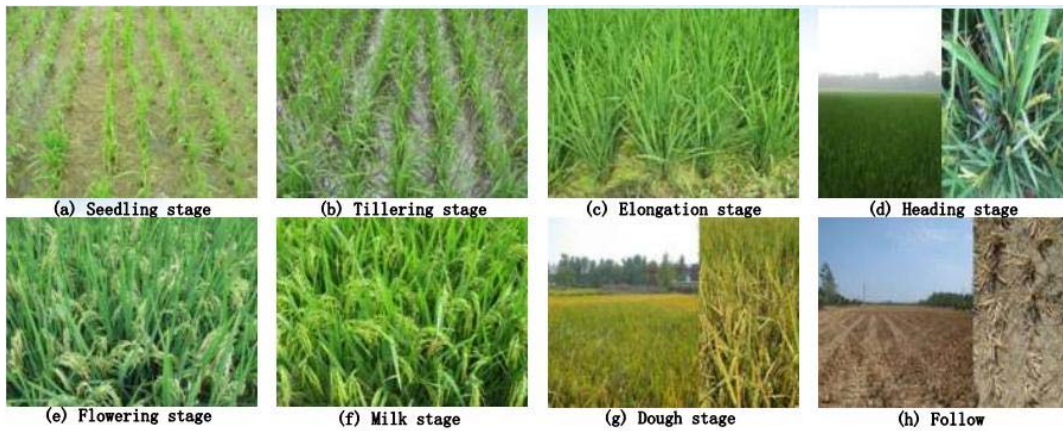 (a) Seedling stage
(b) Tillering stage
(c) Elongation stage
(d) Heading stage
(e) Flowering stage
(f) Milk stage
(g) Dough stage
(h) Follow